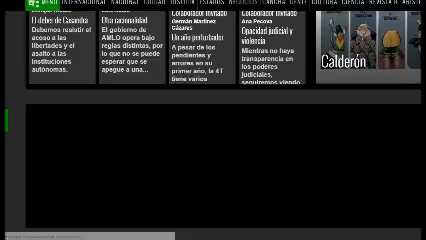 MENÚ INTERNACIONAL NACIONAL CIUDAD DISEÑO ESTADOS NEGOCIOS CANCHA GENTE CULTURA CIENCIA REVISTA R
El deber de Casandra
Debemos resistir el
acoso a las
libertades y el
asalto a las
instituciones
autónomas.
Otra racionalidad
El gobierno de
AMLO opera bajo
reglas distintas, por
lo que no se puede
esperar que se
apegue a una...
Colaborador Invitado
Germán Martínez
Cázares
Un año perturbador
A pesar de los
pendientes y
errores en su
primer año, la 4T
tiene varios
Colaborador Invitado
Ana Pecova
Opacidad judicial y
violencia
Mientras no haya
transparencia en
los poderes
judiciales,
seguiremos viendo
Calderón